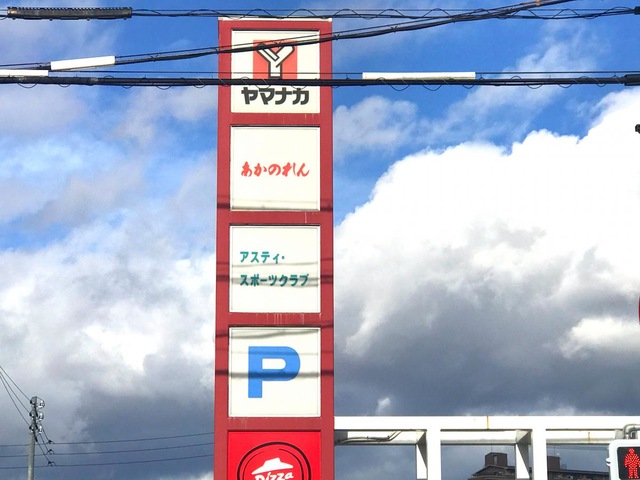 ヤマナカ
あかのれん
アスティ・
スポーツクラブ
P
Pizza